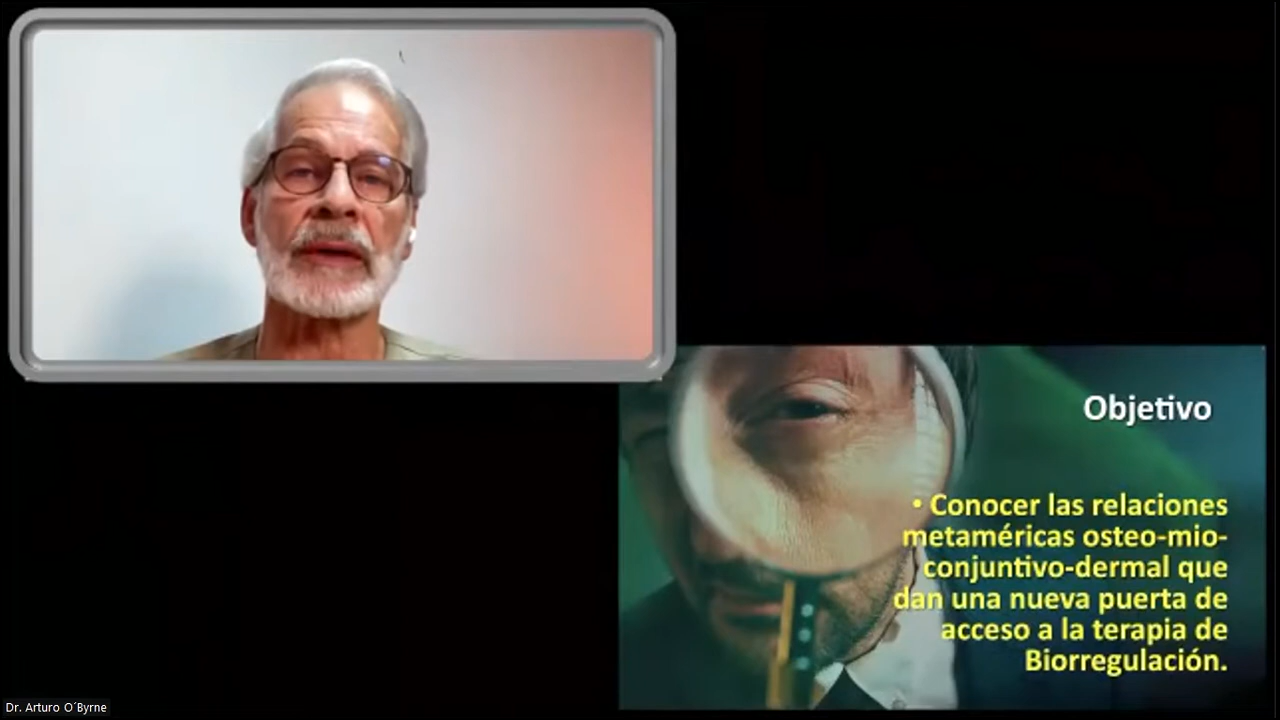 Objetivo
• Conocer las relaciones
metaméricas osteo-mio-
conjuntivo-dermal que
dan una nueva puerta de
acceso a la terapia de
Biorregulación.
Dr. Arturo O´Byrne